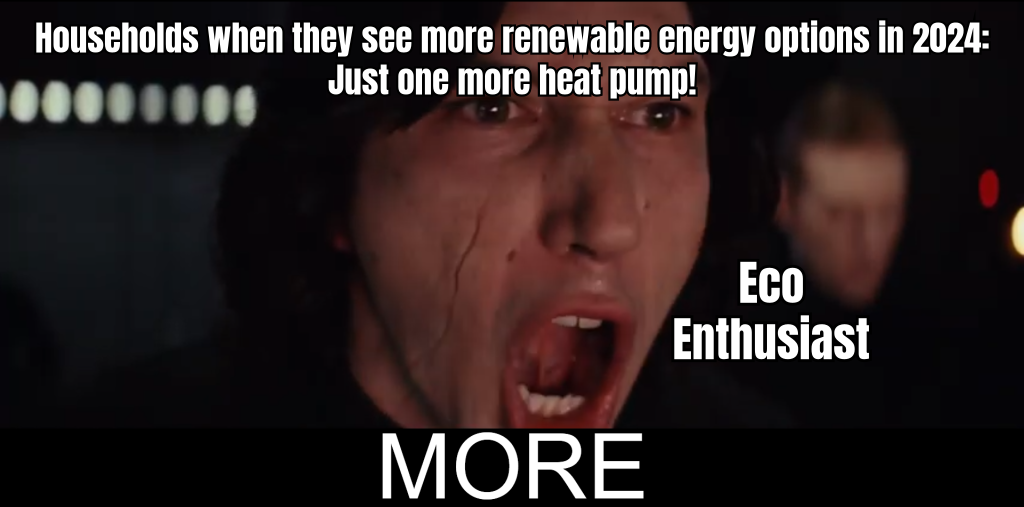 Households when they see more renewable energy options in 2024:
Just one more heat pump!
Eco
Enthusiast
MORE